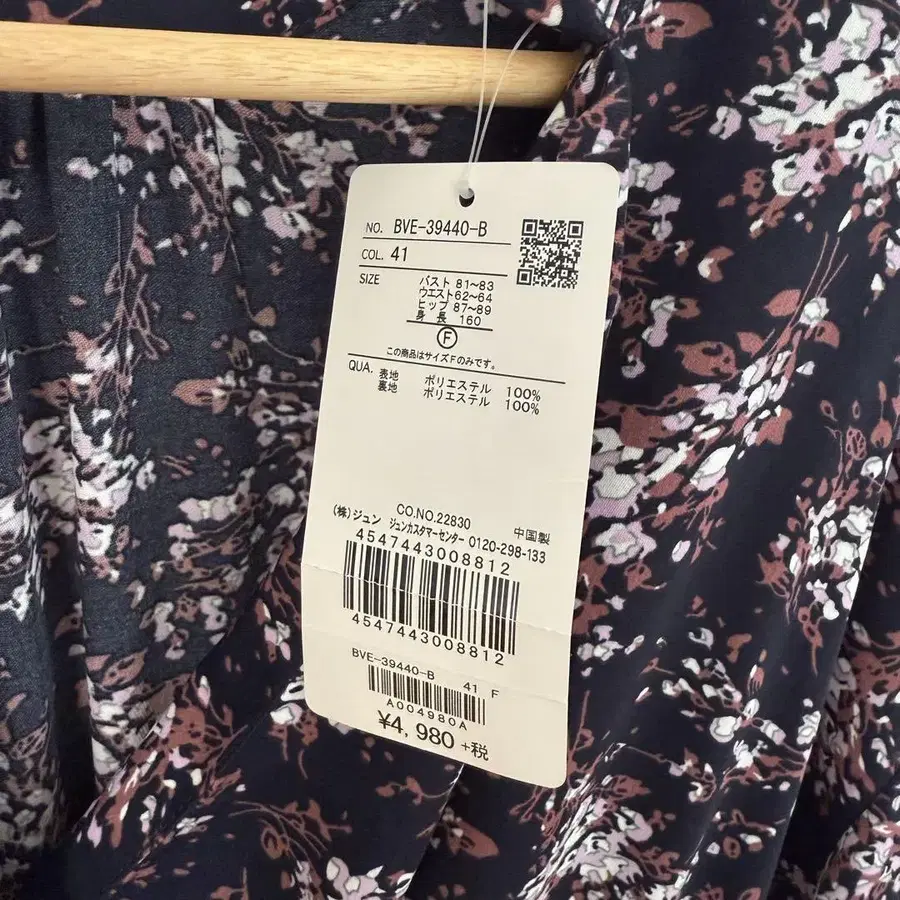 NO. BVE-39440-B
COL. 41
SIZE バスト 81~83
ウエスト62~64
ヒップ 87~89
身 長 160
F
この商品はサイズFのみです。
QUA. 表地 ポリエステル 100%
裏地 ポリエステル 100%
CO.NO.22830
(株)ジュン ジュンカスタマーセンター 0120-298-133 中国製
4547443008812
4547443008812
BVE-39440-B 41 F
A004980A
¥4,980+税